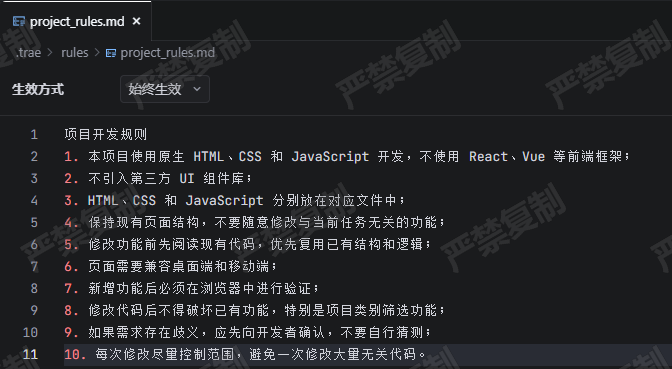 project_rules.md
.trae > rules > project_rules.md
生效方式 始终生效
1 项目开发规则
2 1. 本项目使用原生 HTML、CSS 和 JavaScript 开发，不使用 React、Vue 等前端框架；
3 2. 不引入第三方 UI 组件库；
4 3. HTML、CSS 和 JavaScript 分别放在对应文件中；
5 4. 保持现有页面结构，不要随意修改与当前任务无关的功能；
6 5. 修改功能前先阅读现有代码，优先复用已有结构和逻辑；
7 6. 页面需要兼容桌面端和移动端；
8 7. 新增功能后必须在浏览器中进行验证；
9 8. 修改代码后不得破坏已有功能，特别是项目类别筛选功能；
10 9. 如果需求存在歧义，应先向开发者确认，不要自行猜测；
11 10. 每次修改尽量控制范围，避免一次修改大量无关代码。
严禁复制
严禁复制
严禁复制
严禁复制
严禁复制